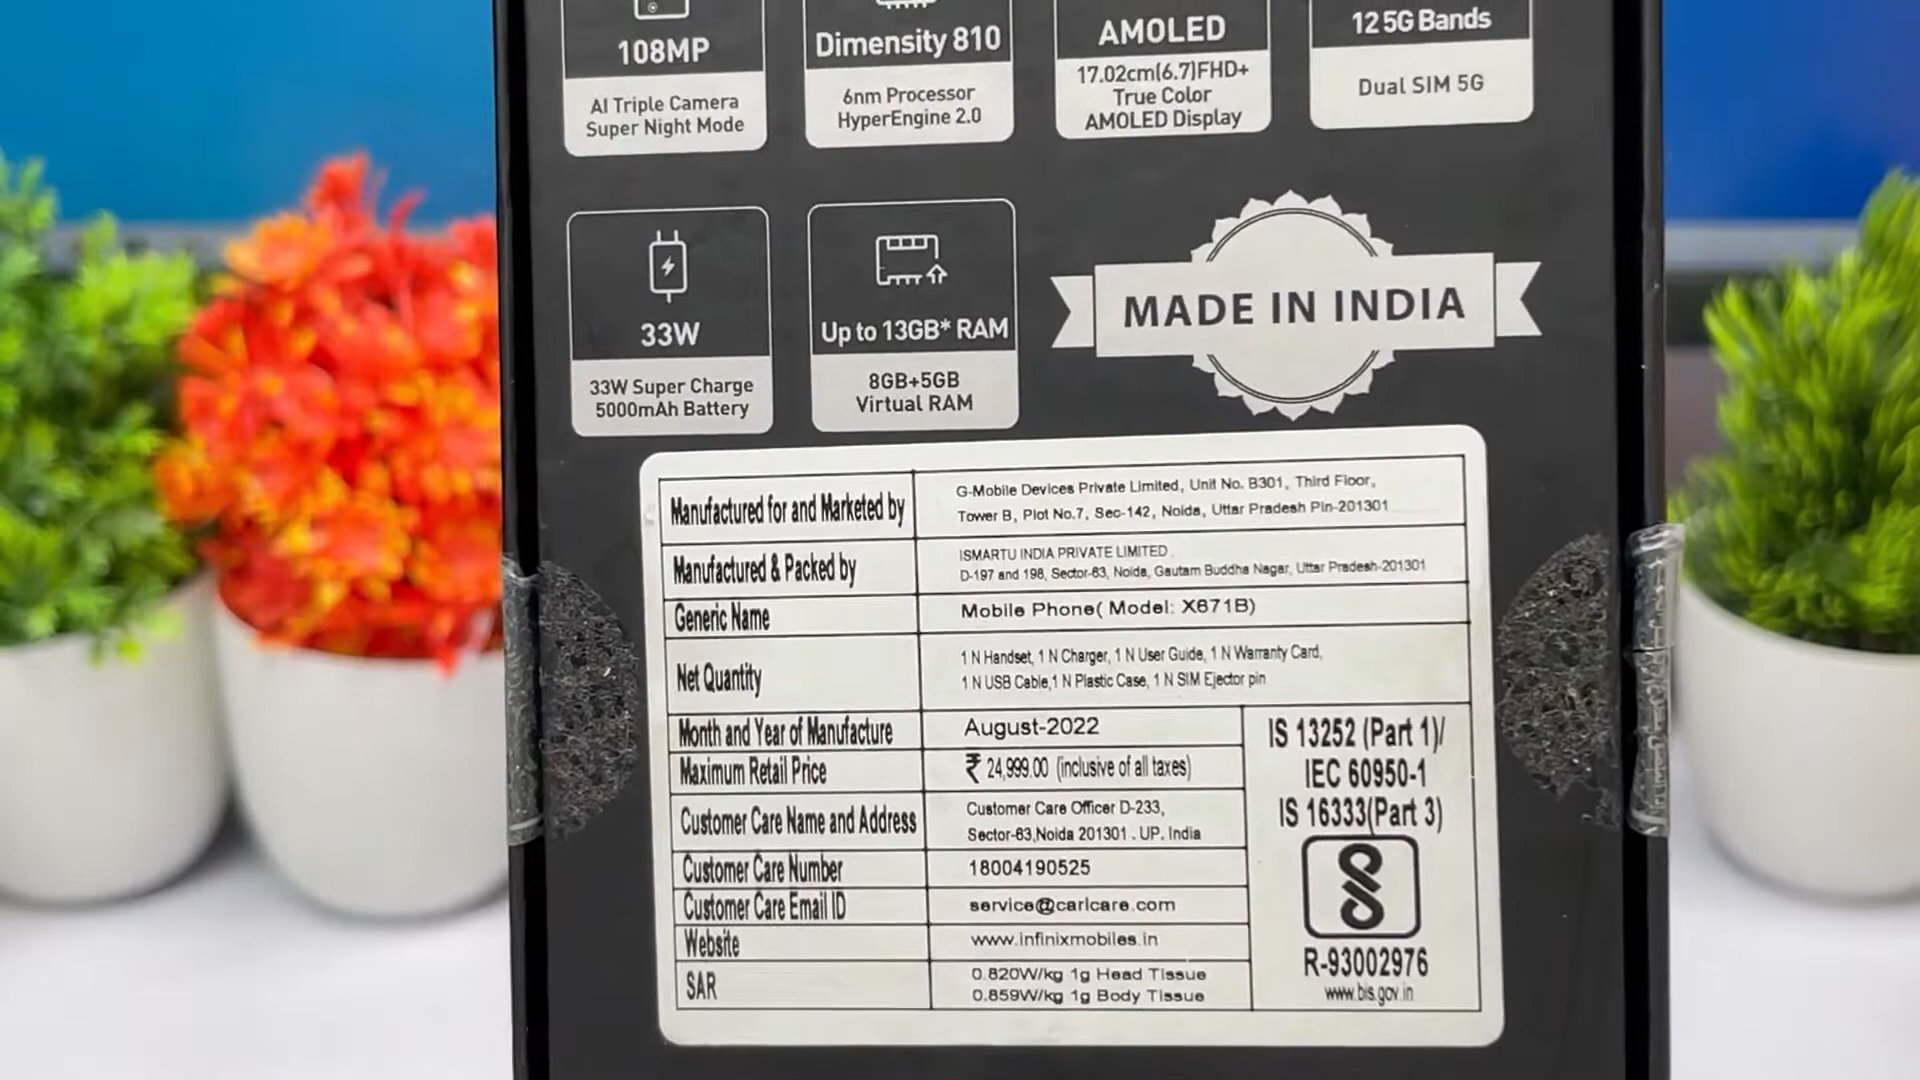 108MP
AI Triple Camera
Super Night Mode
Dimensity 810
6nm Processor
HyperEngine 2.0
AMOLED
17.02cm(6.7)FHD+
True Color
AMOLED Display
12 5G Bands
Dual SIM 5G
33W
33W Super Charge
5000mAh Battery
Up to 13GB* RAM
8GB+5GB
Virtual RAM
MADE IN INDIA
Manufactured for and Marketed by
G-Mobile Devices Private Limited, Unit No. B301, Third Floor,
Tower B, Plot No.7, Sec-142, Noida, Uttar Pradesh Pin-201301
Manufactured & Packed by
ISMARTU INDIA PRIVATE LIMITED
D-197 and 198, Sector-63, Noida, Gautam Buddha Nagar, Uttar Pradesh-201301
Generic Name
Mobile Phone( Model: X671B)
Net Quantity
1 N Handset, 1 N Charger, 1 N User Guide, 1 N Warranty Card,
1 N USB Cable,1 N Plastic Case, 1 N SIM Ejector pin
Month and Year of Manufacture
August-2022
Maximum Retail Price
₹ 24,999.00 (inclusive of all taxes)
Customer Care Name and Address
Customer Care Officer D-233,
Sector-63,Noida 201301 . UP. India
Customer Care Number
18004190525
Customer Care Email ID
service@carlcare.com
Website
www.infinixmobiles.in
SAR
0.820W/kg 1g Head Tissue
0.859W/kg 1g Body Tissue
IS 13252 (Part 1)/
IEC 60950-1
IS 16333(Part 3)
R-93002976
www.bis.gov.in